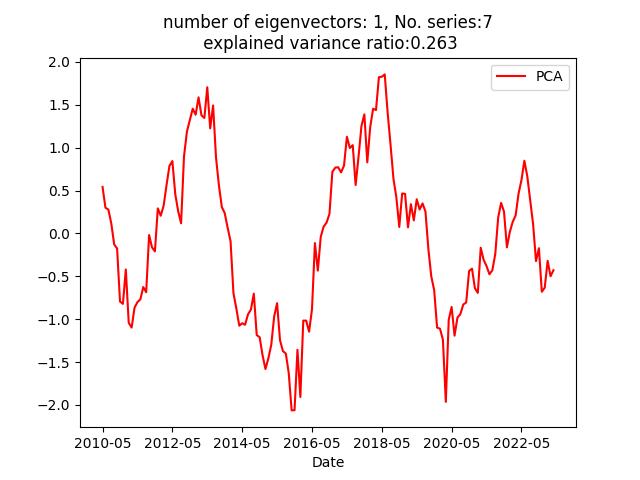 number of eigenvectors: 1, No. series:7
explained variance ratio:0.263
PCA
2.0
1.5
1.0
0.5
0.0
−0.5
−1.0
−1.5
−2.0
2010-05 2012-05 2014-05 2016-05 2018-05 2020-05 2022-05
Date